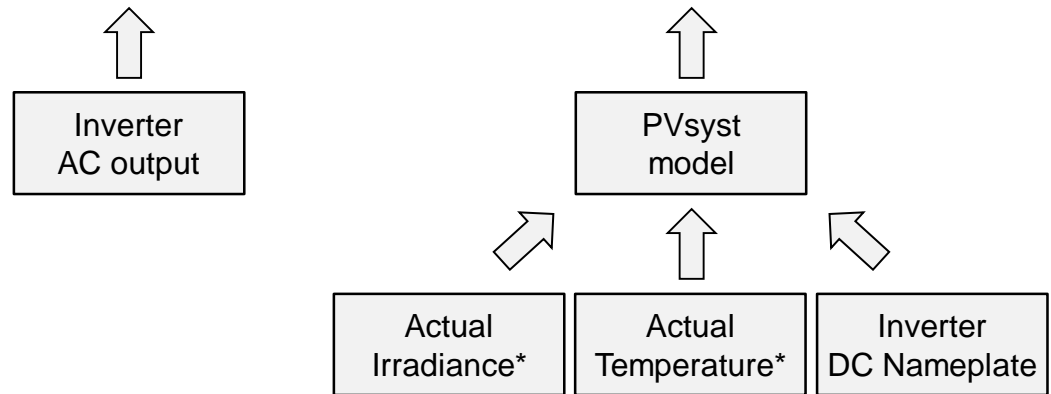 Inverter
AC output
PVsyst
model
Actual
Irradiance*
Actual
Temperature*
Inverter
DC Nameplate